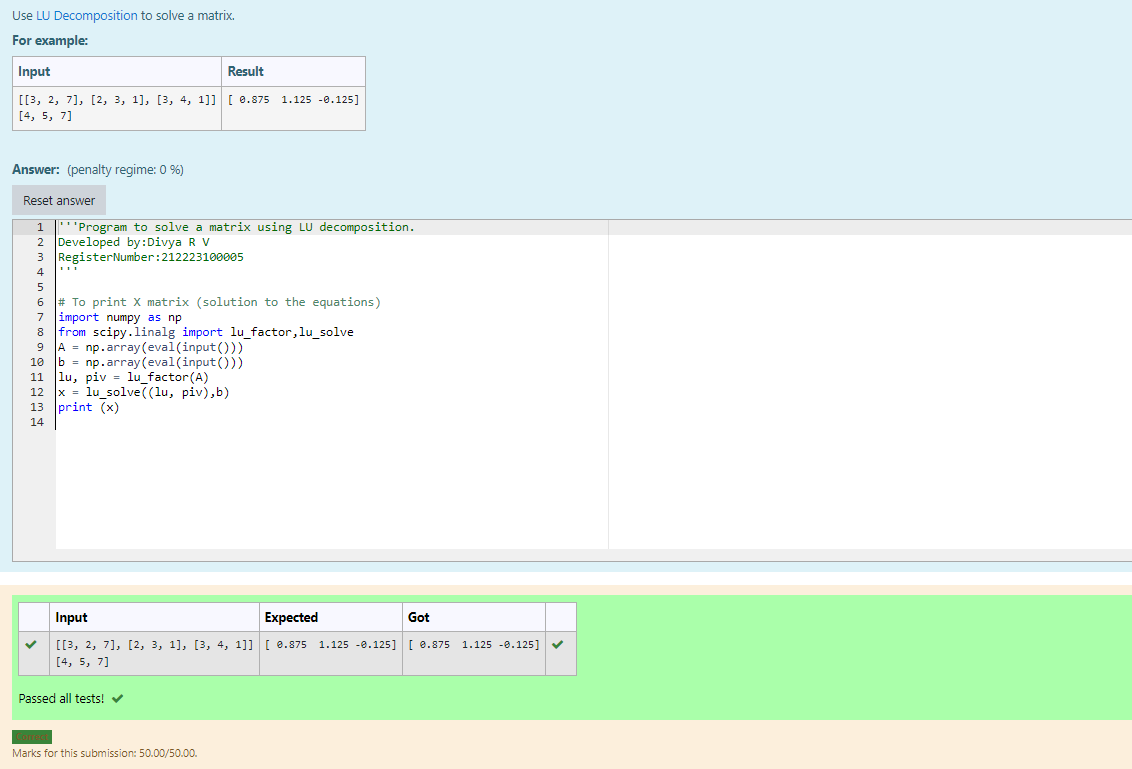 Use LU Decomposition to solve a matrix.
For example:
Input Result
[[3, 2, 7], [2, 3, 1], [3, 4, 1]] [ 0.875  1.125 -0.125]
[4, 5, 7]
Answer: (penalty regime: 0 %)
Reset answer
1 '''Program to solve a matrix using LU decomposition.
2 Developed by:Divya R V
3 RegisterNumber:212223100005
4 '''
5
6 # To print X matrix (solution to the equations)
7 import numpy as np
8 from scipy.linalg import lu_factor,lu_solve
9 A = np.array(eval(input()))
10 b = np.array(eval(input()))
11 lu, piv = lu_factor(A)
12 x = lu_solve((lu, piv),b)
13 print (x)
14
Input Expected Got
[[3, 2, 7], [2, 3, 1], [3, 4, 1]] [ 0.875  1.125 -0.125] [ 0.875  1.125 -0.125]
[4, 5, 7]
Passed all tests!
Marks for this submission: 50.00/50.00.